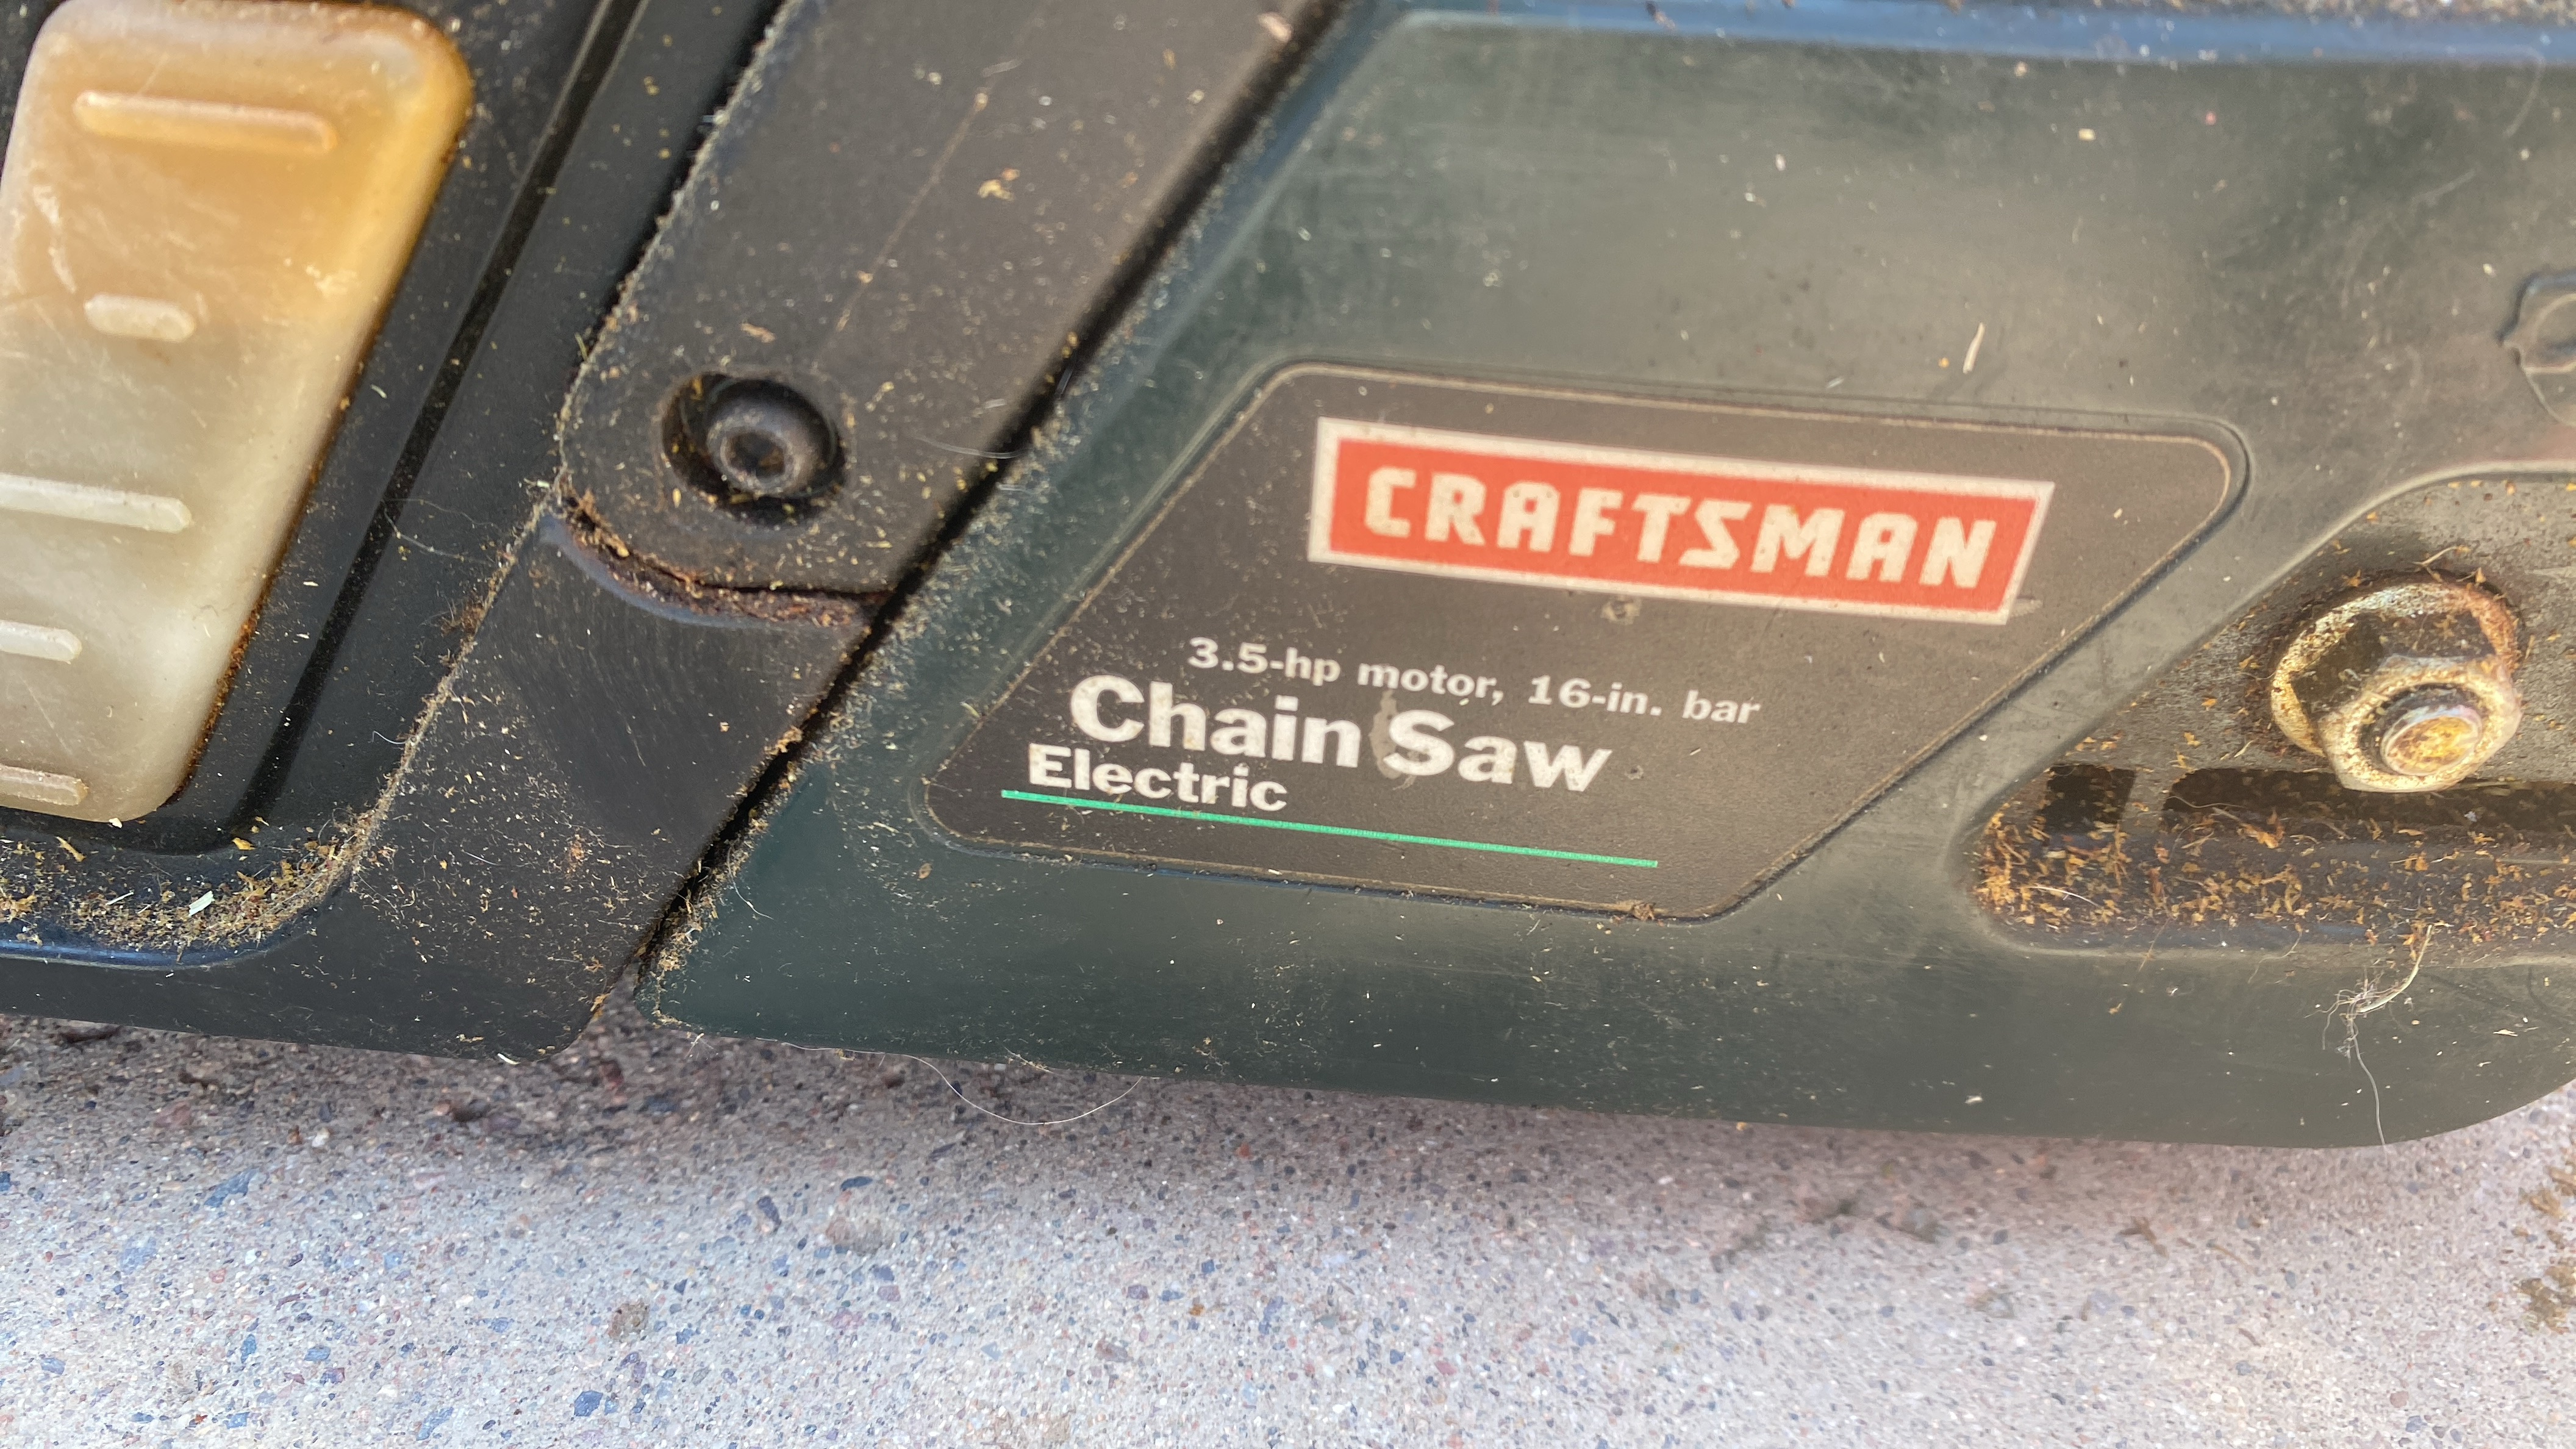 CRAFTSMAN
3.5-hp motor, 16-in. bar
Chain Saw
Electric